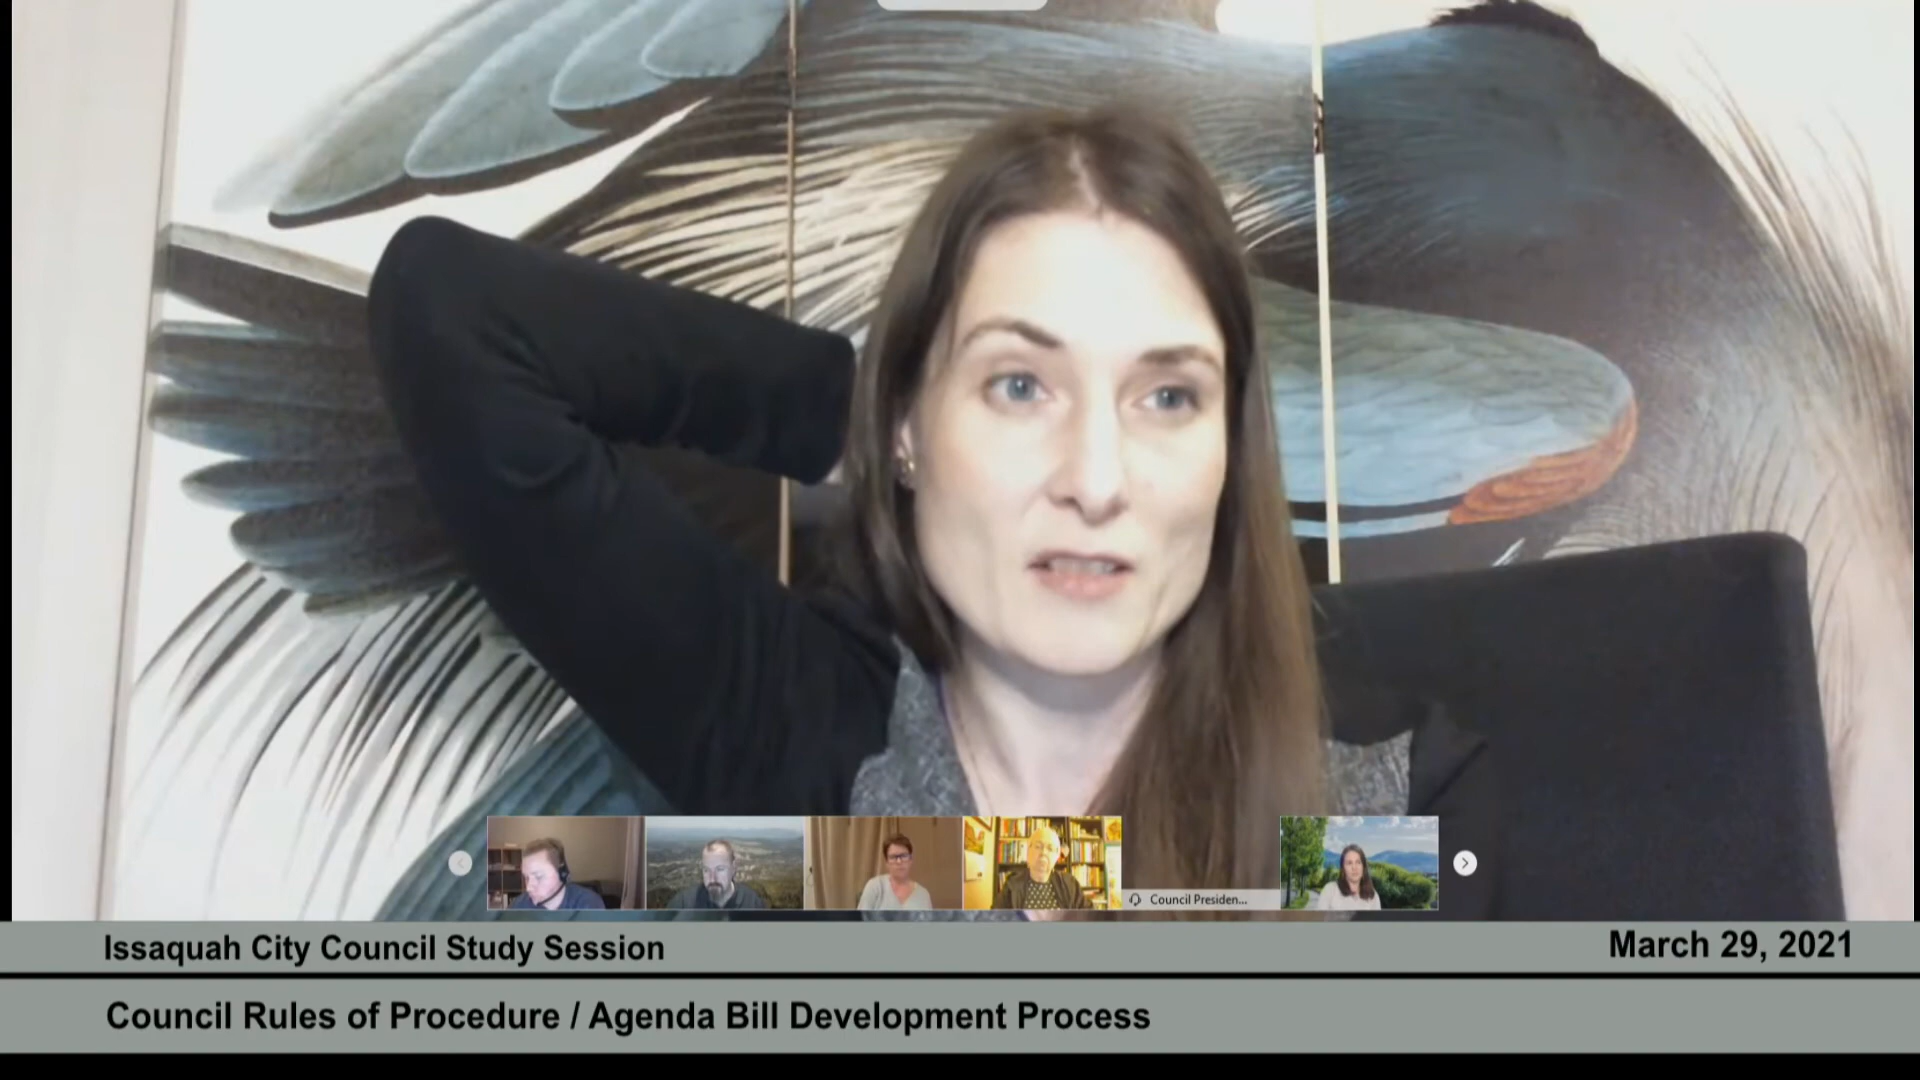 Council Presiden...
Issaquah City Council Study Session
March 29, 2021
Council Rules of Procedure / Agenda Bill Development Process